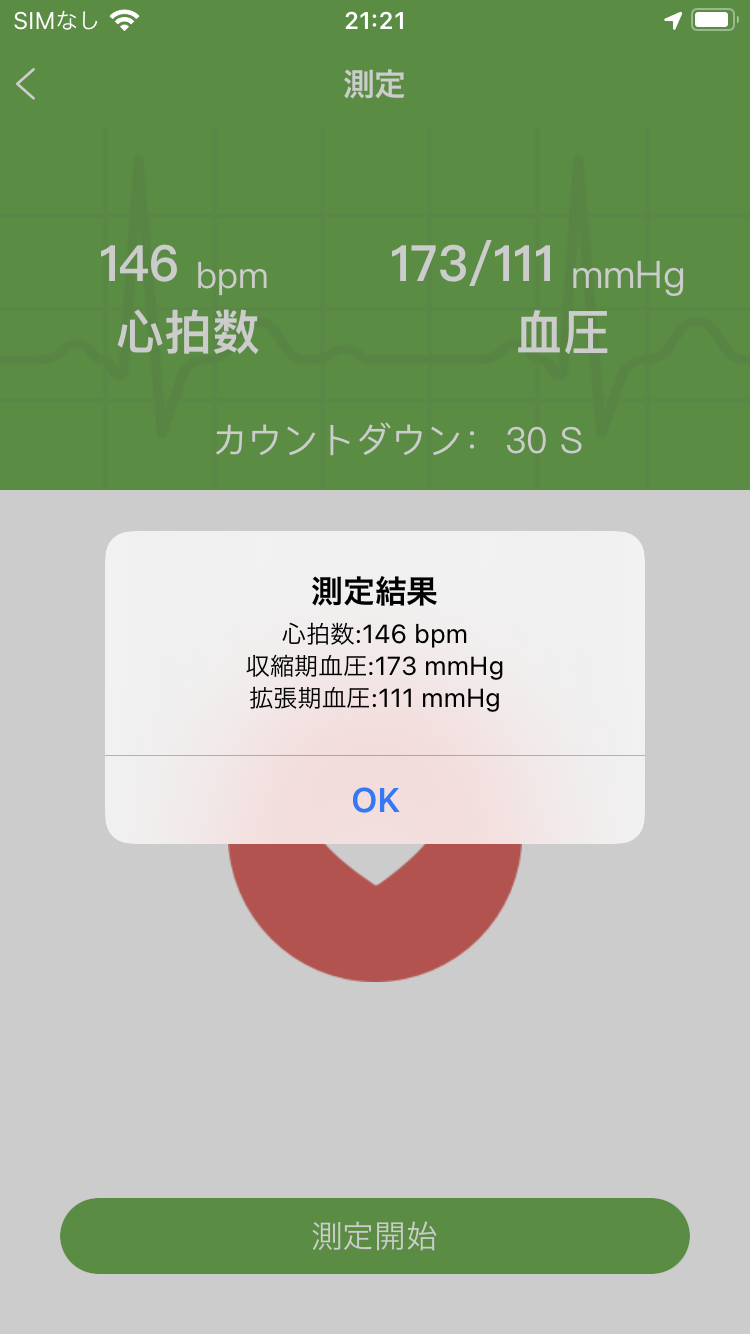 SIMなし 21:21
測定
146 bpm 173/111 mmHg
心拍数 血圧
カウントダウン： 30 S
測定結果
心拍数:146 bpm
収縮期血圧:173 mmHg
拡張期血圧:111 mmHg
OK
測定開始